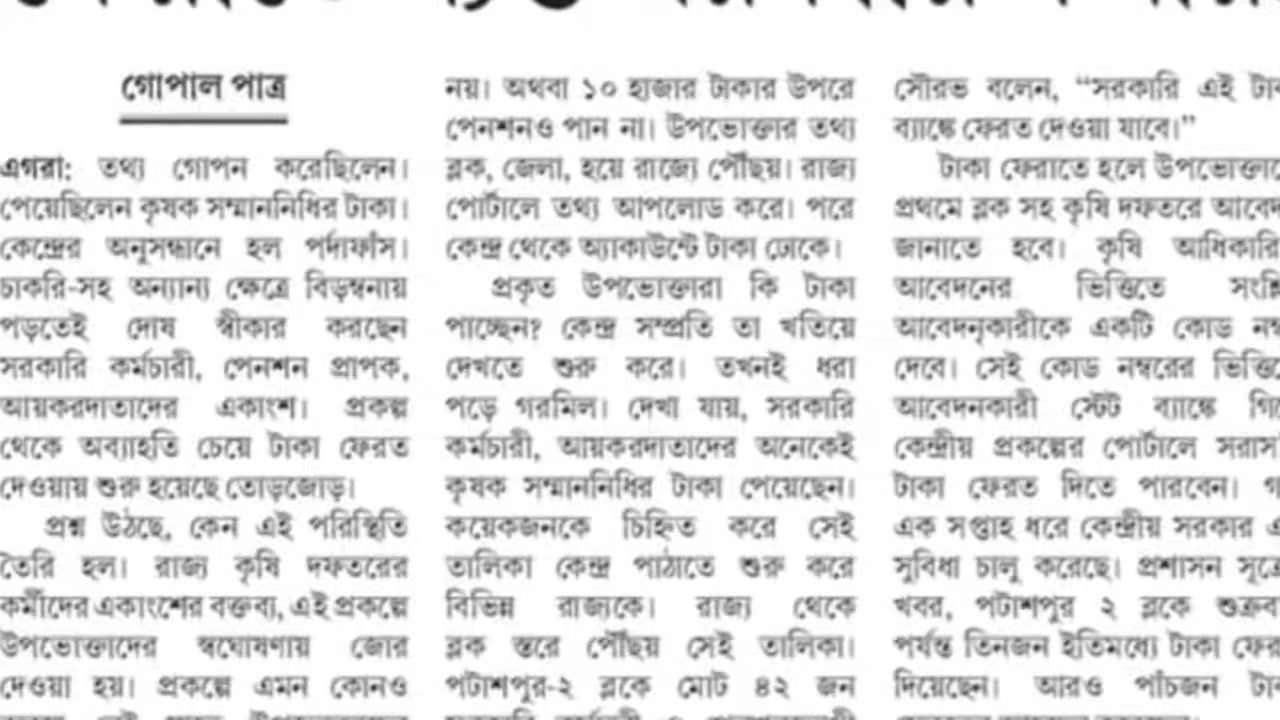 গোপাল পাত্র
এগরা: তথ্য গোপন করেছিলেন।
পেয়েছিলেন কৃষক সম্মাননিধির টাকা।
কেন্দ্রের অনুসন্ধানে হল পর্দাফাঁস।
চাকরি-সহ অন্যান্য ক্ষেত্রে বিড়ম্বনায়
পড়তেই দোষ স্বীকার করছেন
সরকারি কর্মচারী, পেনশন প্রাপক,
আয়করদাতাদের একাংশ। প্রকল্প
থেকে অব্যাহতি চেয়ে টাকা ফেরত
দেওয়ায় শুরু হয়েছে তোড়জোড়।
প্রশ্ন উঠছে, কেন এই পরিস্থিতি
তৈরি হল। রাজ্য কৃষি দফতরের
কর্মীদের একাংশের বক্তব্য, এই প্রকল্পে
উপভোক্তাদের স্বঘোষণায় জোর
দেওয়া হয়। প্রকল্পে এমন কোনও
নয়। অথবা ১০ হাজার টাকার উপরে
পেনশনও পান না। উপভোক্তার তথ্য
ব্লক, জেলা, হয়ে রাজ্যে পৌঁছয়। রাজ্য
পোর্টালে তথ্য আপলোড করে। পরে
কেন্দ্র থেকে অ্যাকাউন্টে টাকা ঢোকে।
প্রকৃত উপভোক্তারা কি টাকা
পাচ্ছেন? কেন্দ্র সম্প্রতি তা খতিয়ে
দেখতে শুরু করে। তখনই ধরা
পড়ে গরমিল। দেখা যায়, সরকারি
কর্মচারী, আয়করদাতাদের অনেকেই
কৃষক সম্মাননিধির টাকা পেয়েছেন।
কয়েকজনকে চিহ্নিত করে সেই
তালিকা কেন্দ্র পাঠাতে শুরু করে
বিভিন্ন রাজ্যকে। রাজ্য থেকে
ব্লক স্তরে পৌঁছয় সেই তালিকা।
পটাশপুর-২ ব্লকে মোট ৪২ জন
সৌরভ বলেন, “সরকারি এই
ব্যাঙ্কে ফেরত দেওয়া যাবে।”
টাকা ফেরাতে হলে
প্রথমে ব্লক সহ কৃষি দফতরে
জানাতে হবে। কৃষি
আবেদনের ভিত্তিতে
আবেদনকারীকে একটি কোড
দেবে। সেই কোড নম্বরের
আবেদনকারী স্টেট ব্যাঙ্কে
কেন্দ্রীয় প্রকল্পের পোর্টালে
টাকা ফেরত দিতে পারবেন।
এক সপ্তাহ ধরে কেন্দ্রীয় সরকার
সুবিধা চালু করেছে। প্রশাসন
খবর, পটাশপুর ২ ব্লকে
পর্যন্ত তিনজন ইতিমধ্যে টাকা
দিয়েছেন। আরও পাঁচজন